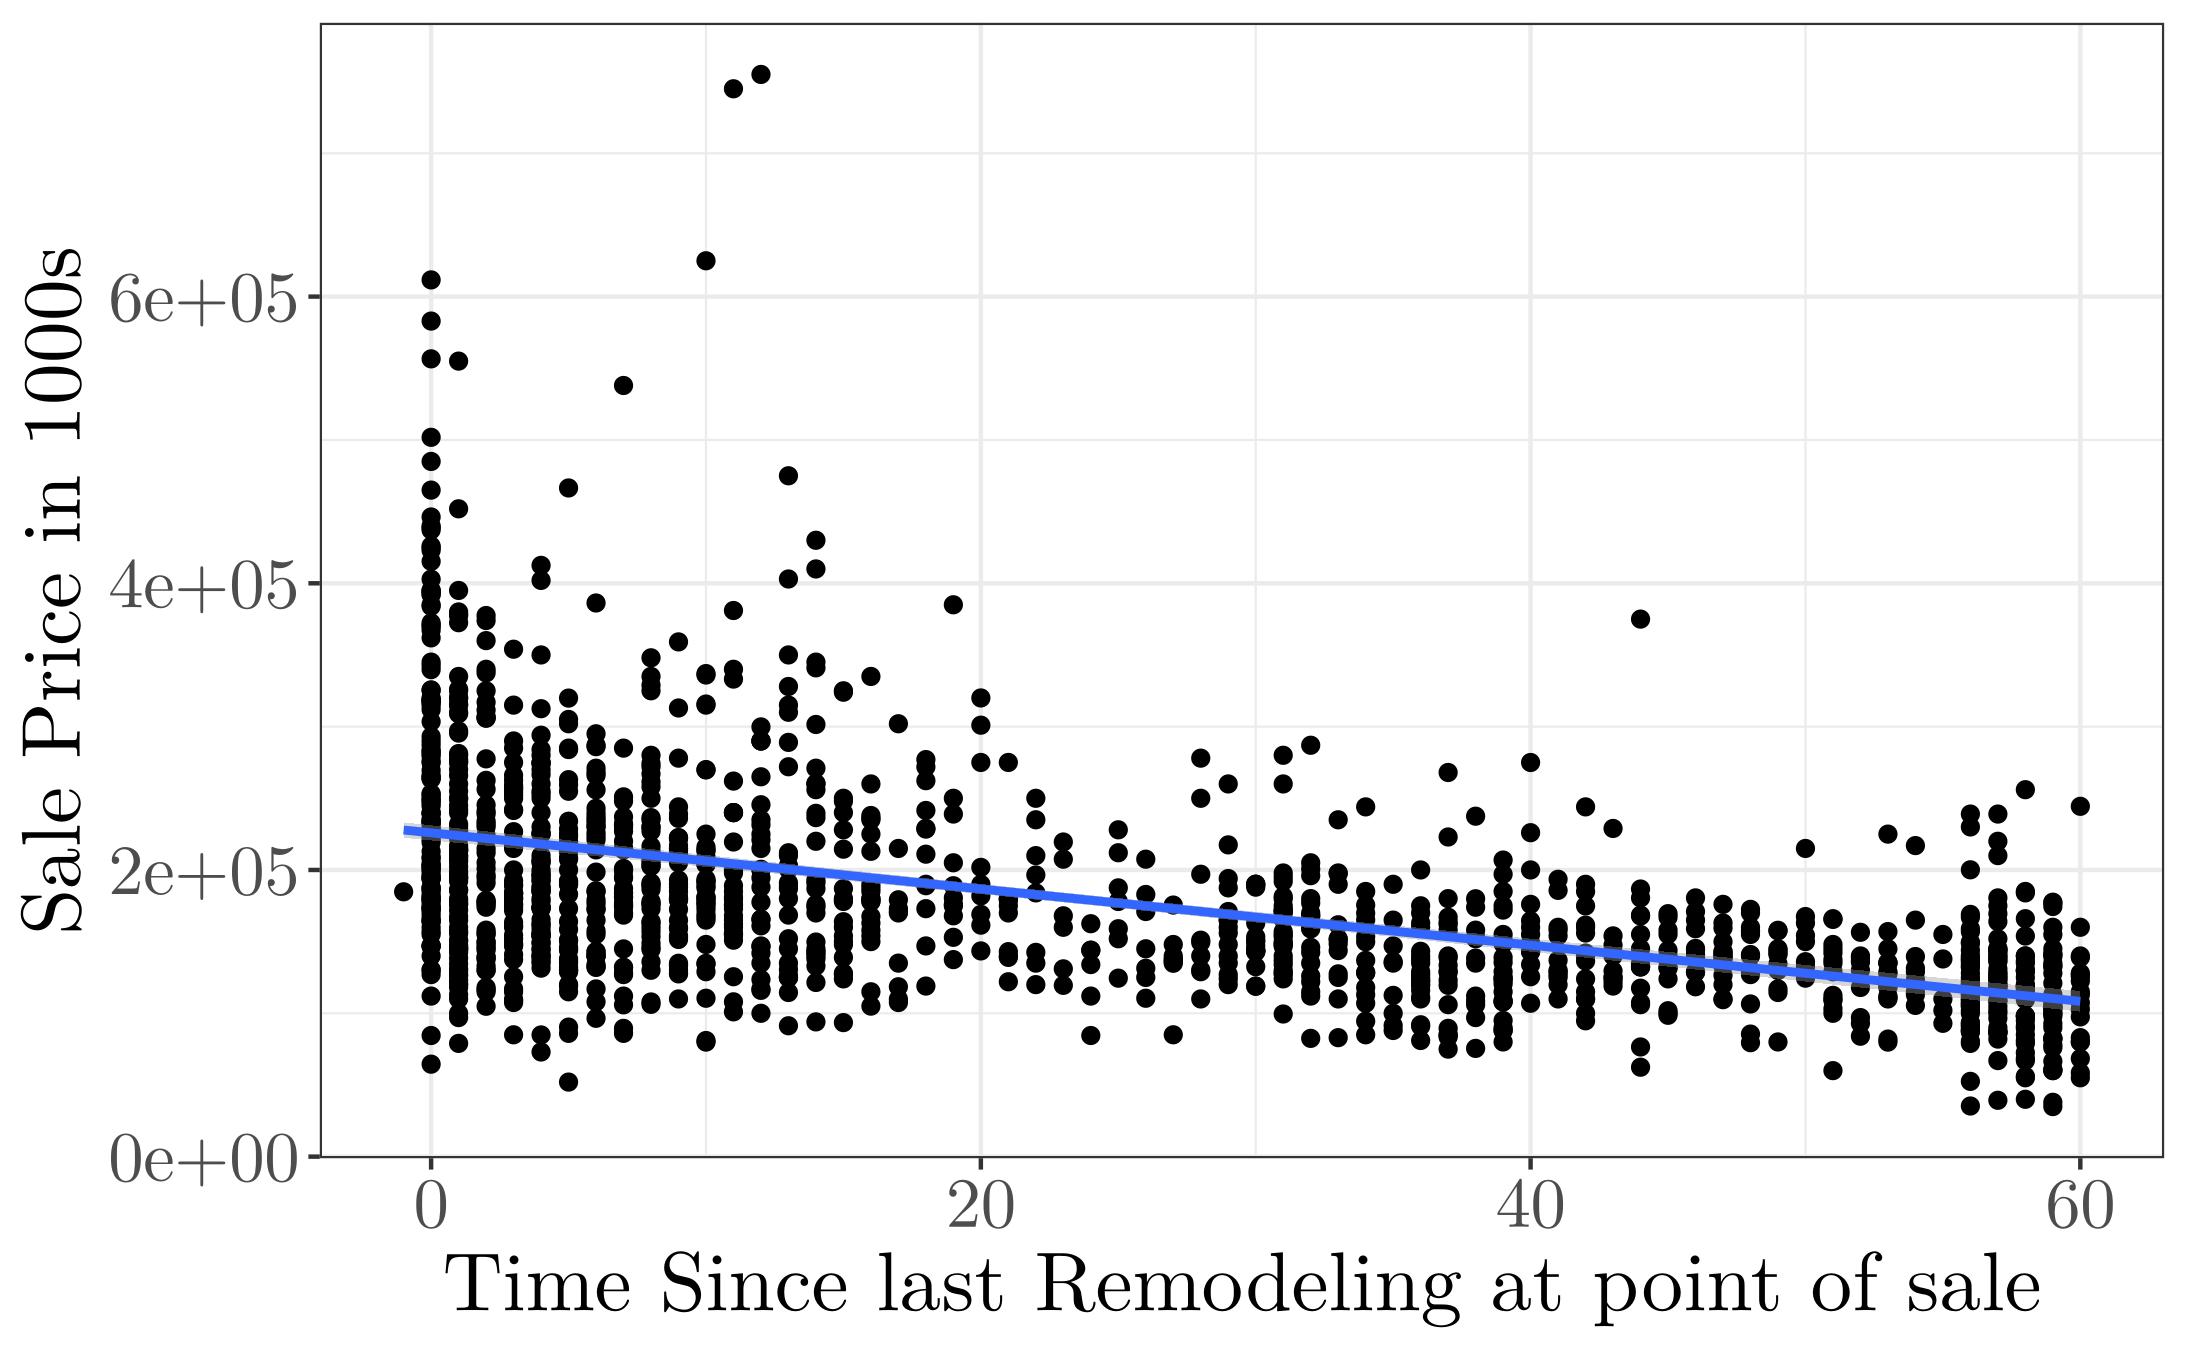 Sale Price in 1000s
6e+05
4e+05
2e+05
0e+00
0
20
40
60
Time Since last Remodeling at point of sale